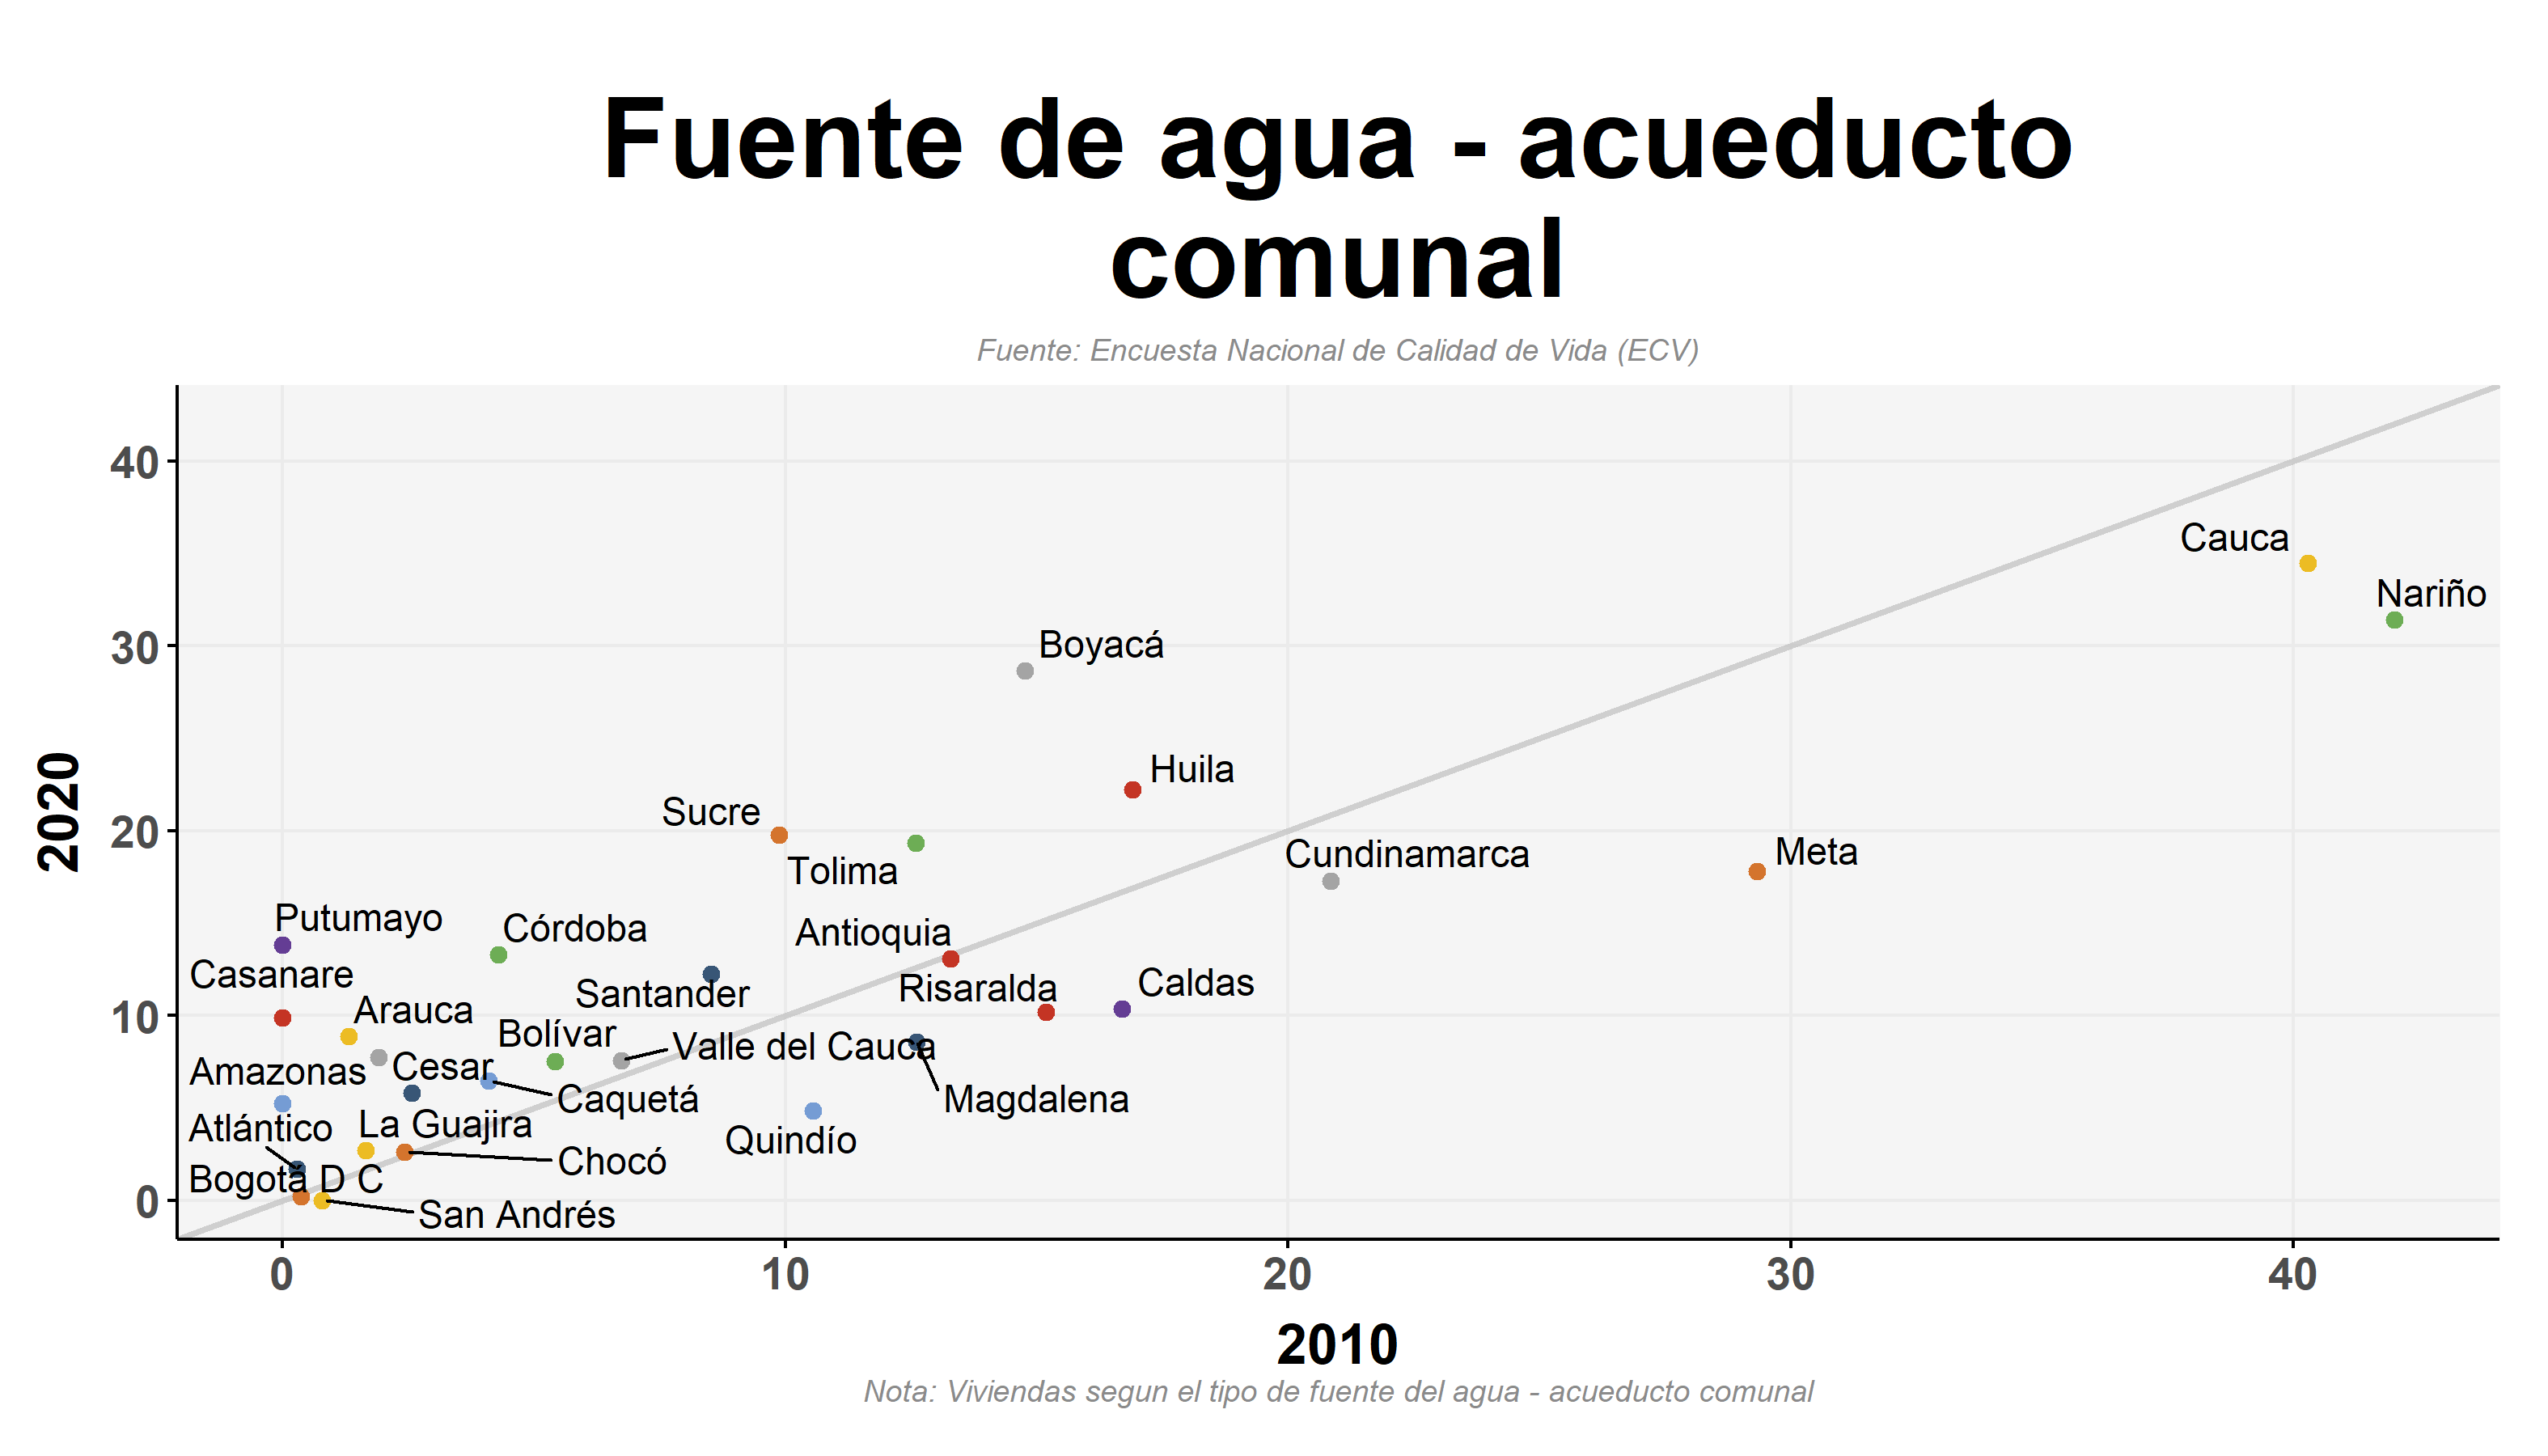 Fuente de agua - acueducto
comunal
Fuente: Encuesta Nacional de Calidad de Vida (ECV)
40
30
20
10
0
2020
Cauca
Nariño
Boyacá
Huila
Sucre
Tolima
Cundinamarca
Meta
Putumayo
Córdoba
Antioquia
Casanare
Santander
Risaralda
Caldas
Arauca
Bolívar
Valle del Cauca
Amazonas
Cesar
Caquetá
Magdalena
Atlántico
La Guajira
Quindío
Chocó
Bogotá D C
San Andrés
0
10
20
30
40
2010
Nota: Viviendas segun el tipo de fuente del agua - acueducto comunal